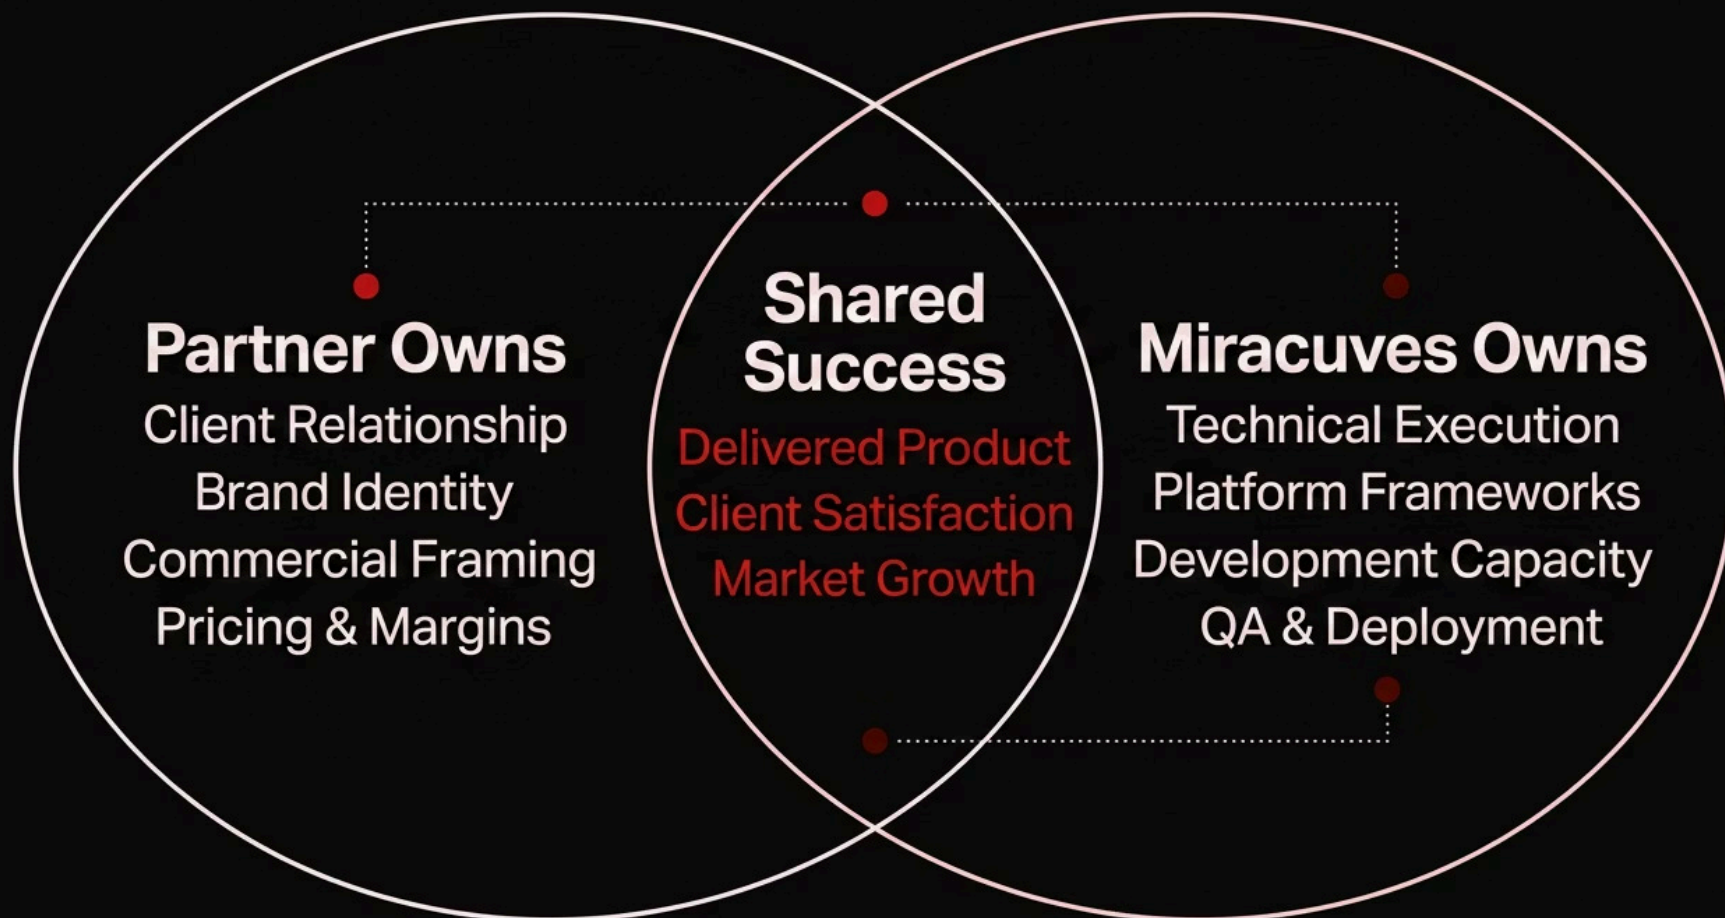 Partner Owns
Client Relationship
Brand Identity
Commercial Framing
Pricing & Margins
Shared
Success
Delivered Product
Client Satisfaction
Market Growth
Miracuves Owns
Technical Execution
Platform Frameworks
Development Capacity
QA & Deployment